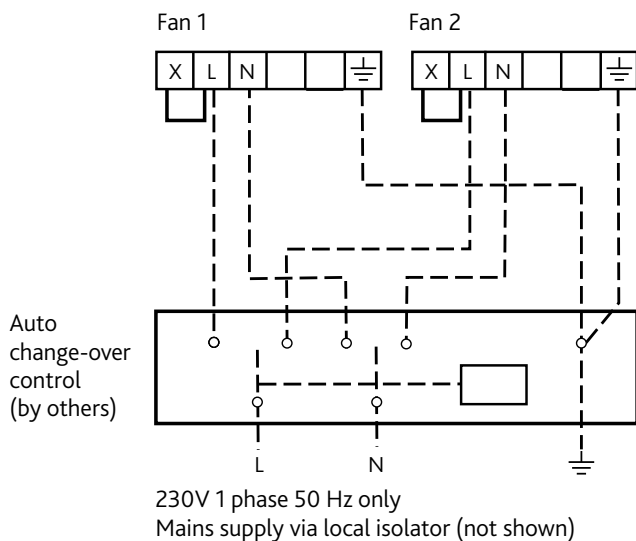 Fan 1
Fan 2
X L N
X L N
Auto
change-over
control
(by others)
L
N
230V 1 phase 50 Hz only
Mains supply via local isolator (not shown)